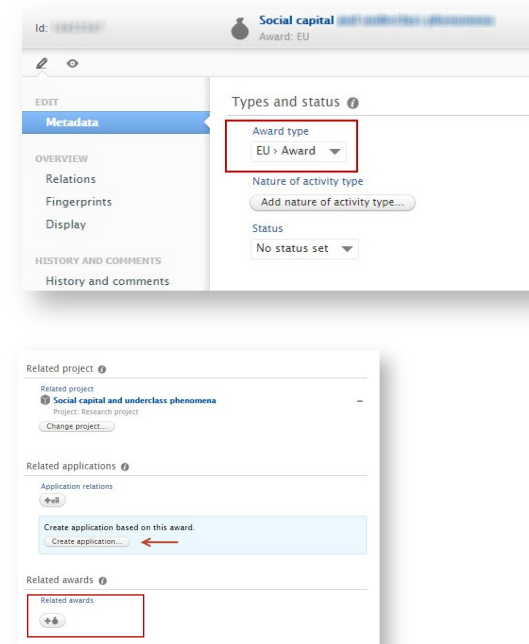 Id:
Social capital
Award: EU
EDIT
Metadata
OVERVIEW
Relations
Fingerprints
Display
HISTORY AND COMMENTS
History and comments
Types and status
Award type
EU › Award
Nature of activity type
Add nature of activity type...
Status
No status set
Related project
Related project
Social capital and underclass phenomena
Project: Research project
Change project...
Related applications
Application relations
Create application based on this award.
Create application...
Related awards
Related awards